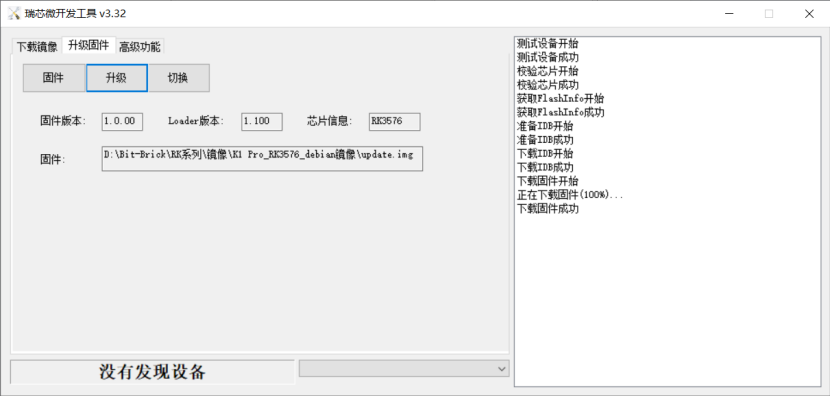 瑞芯微开发工具 v3.32
下载镜像 升级固件 高级功能
固件 升级 切换
固件版本: 1.0.00 Loader版本: 1.100 芯片信息: RK3576
固件: D:\Bit-Brick\RK系列\镜像\K1 Pro_RK3576_debian镜像\update.img
没有发现设备
测试设备开始
测试设备成功
校验芯片开始
校验芯片成功
获取FlashInfo开始
获取FlashInfo成功
准备IDB开始
准备IDB成功
下载IDB开始
下载IDB成功
下载固件开始
正在下载固件(100%)...
下载固件成功